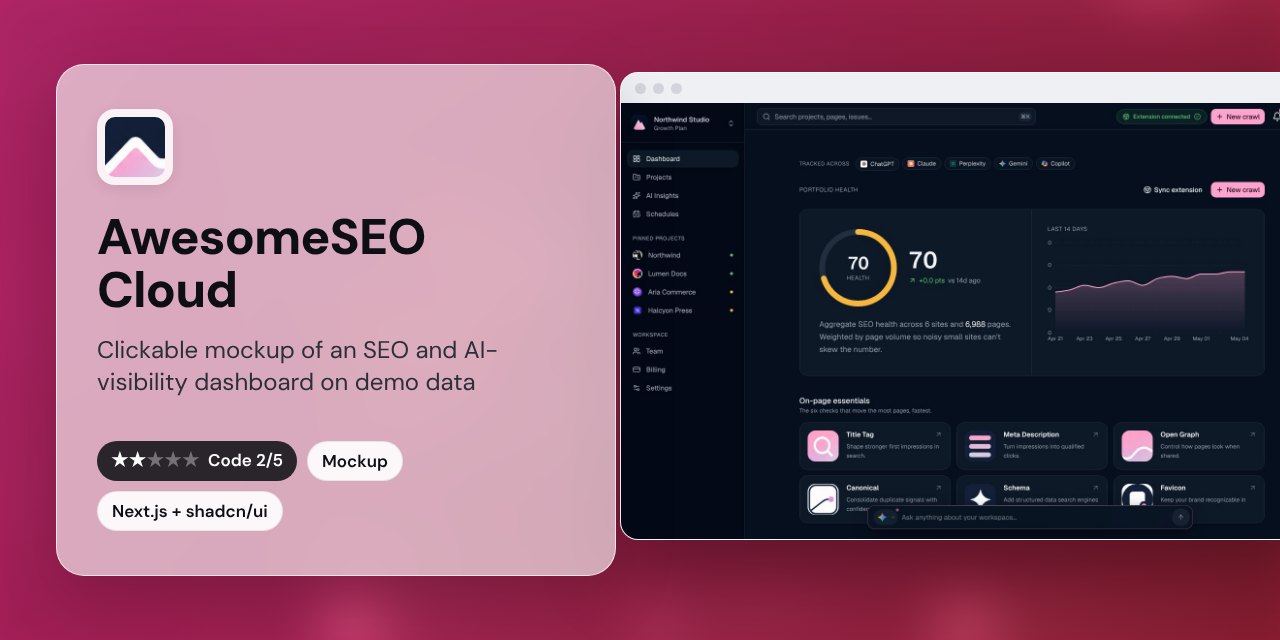 AwesomeSEO
Cloud
Clickable mockup of an SEO and AI-
visibility dashboard on demo data
★★★★★ Code 2/5
Mockup
Next.js + shadcn/ui
Northwind Studio
Growth Plan
Search projects, pages, issues...
⌘K
Extension connected
+ New crawl
Dashboard
Projects
AI Insights
Schedules
PINNED PROJECTS
Northwind
Lumen Docs
Aria Commerce
Halcyon Press
WORKSPACE
Team
Billing
Settings
TRACKED ACROSS
ChatGPT
Claude
Perplexity
Gemini
Copilot
PORTFOLIO HEALTH
Sync extension
+ New crawl
70
HEALTH
70
+0.0 pts vs 14d ago
Aggregate SEO health across 6 sites and 6,988 pages.
Weighted by page volume so noisy small sites can't
skew the number.
LAST 14 DAYS
0
0
0
0
0
Apr 21 Apr 23 Apr 25 Apr 27 Apr 29 May 01 May 04
On-page essentials
The six checks that move the most pages, fastest.
Title Tag
Stronger first impressions in
search.
Meta Description
Turn impressions into qualified
clicks.
Open Graph
Control how pages look when
shared.
Canonical
Consolidate duplicate signals with
Schema
Add structured data search engines
Favicon
Keep your brand recognizable in
Ask anything about your workspace...